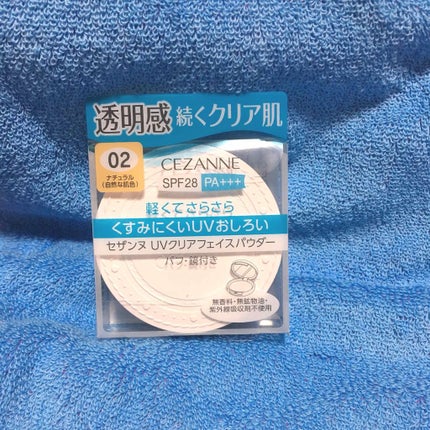 透明感 続くクリア肌
02
ナチュラル
(自然な肌色)
CEZANNE
SPF28 PA+++
軽くてさらさら
くすみにくいUVおしろい
セザンヌ UVクリアフェイスパウダー
パフ・鏡付き
無香料・無鉱物油・
紫外線吸収剤不使用